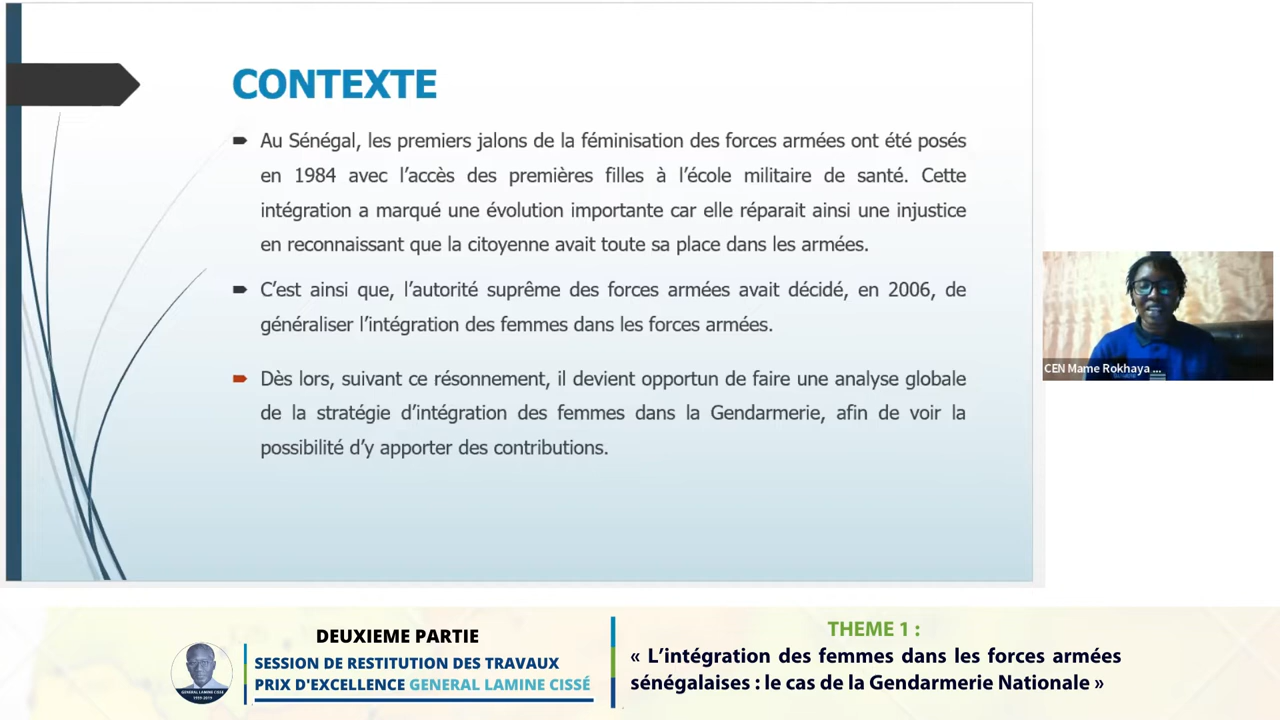 CONTEXTE
Au Sénégal, les premiers jalons de la féminisation des forces armées ont été posés
en 1984 avec l'accès des premières filles à l'école militaire de santé. Cette
intégration a marqué une évolution importante car elle réparait ainsi une injustice
en reconnaissant que la citoyenne avait toute sa place dans les armées.
C'est ainsi que, l'autorité suprême des forces armées avait décidé, en 2006, de
généraliser l'intégration des femmes dans les forces armées.
Dès lors, suivant ce résonnement, il devient opportun de faire une analyse globale
de la stratégie d'intégration des femmes dans la Gendarmerie, afin de voir la
possibilité d'y apporter des contributions.
CEN Mame Rokhaya ...
DEUXIEME PARTIE
SESSION DE RESTITUTION DES TRAVAUX
PRIX D'EXCELLENCE GENERAL LAMINE CISSÉ
GENERAL LAMINE CISSÉ
1939-2019
THEME 1 :
« L'intégration des femmes dans les forces armées
sénégalaises : le cas de la Gendarmerie Nationale »